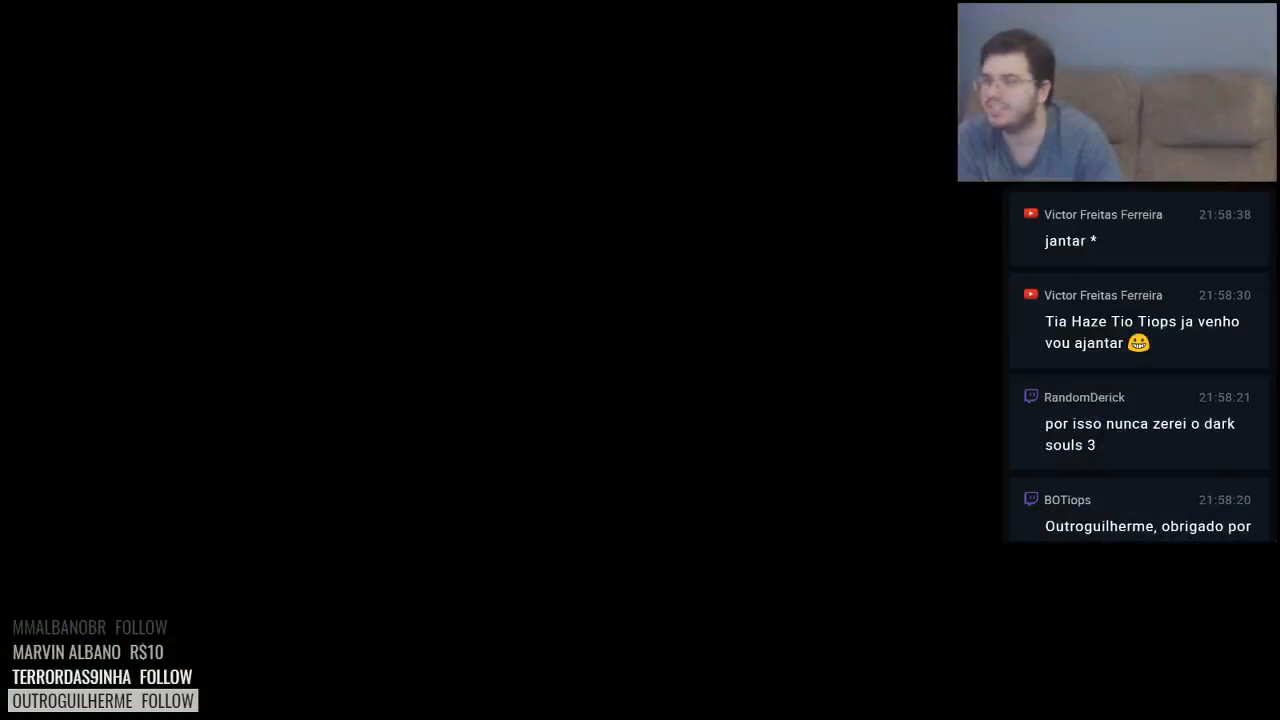 Victor Freitas Ferreira 21:58:38
jantar *
Victor Freitas Ferreira 21:58:30
Tia Haze Tio Tiops ja venho
vou ajantar
RandomDerick 21:58:21
por isso nunca zerei o dark
souls 3
BOTiops 21:58:20
Outroguilherme, obrigado por
MMALBANOBR FOLLOW
MARVIN ALBANO R$10
TERRORDAS9INHA FOLLOW
OUTROGUILHERME FOLLOW